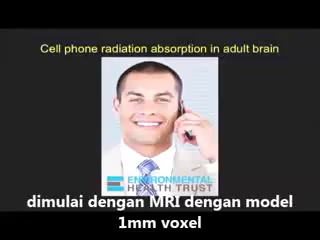 Cell phone radiation absorption in adult brain
ENVIRONMENTAL
HEALTH TRUST
dimulai dengan MRI dengan model
1mm voxel